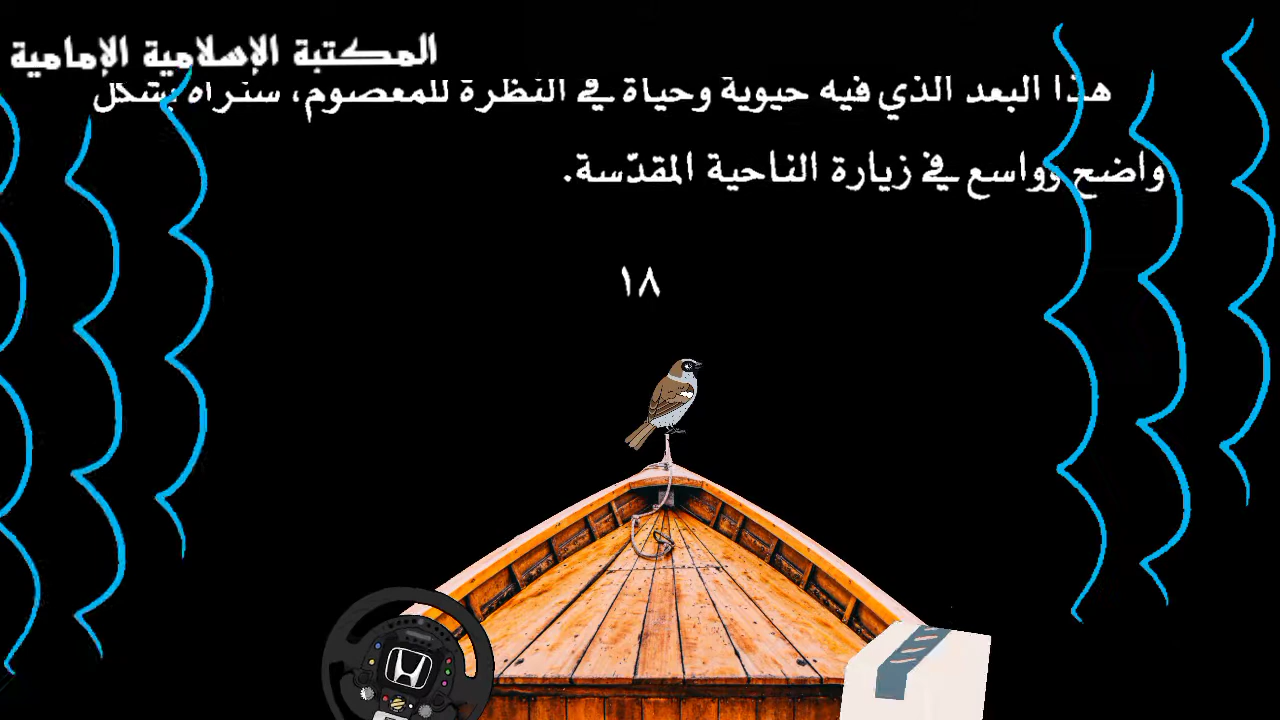 المكتبة الإسلامية الإمامية
هذا البعد الذي فيه حيوية وحياة في النظرة للمعصوم، سنراه بشكل
واضح وواسع في زيارة الناحية المقدّسة.
١٨